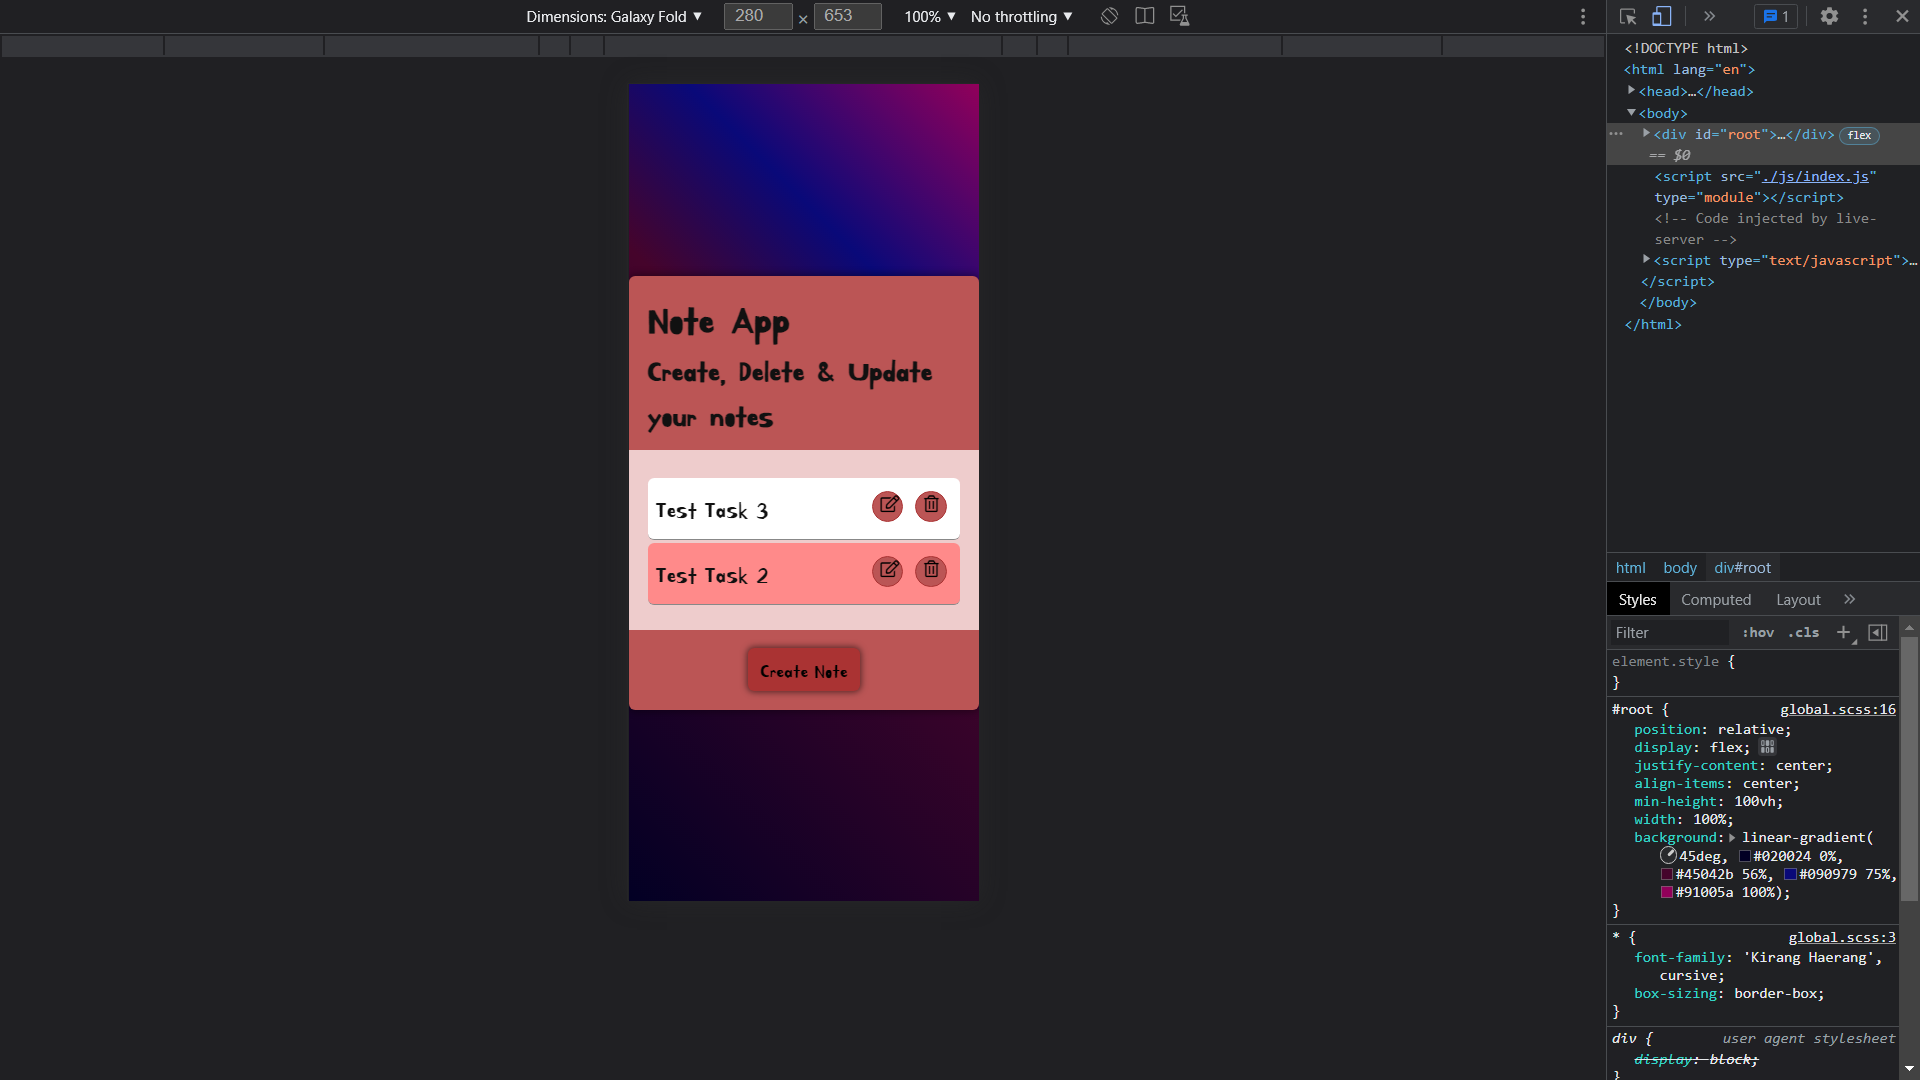 Dimensions: Galaxy Fold ▼ 280 × 653 100% ▼ No throttling ▼
Note App
Create, Delete & Update
your notes
Test Task 3
Test Task 2
Create Note
» 1
<!DOCTYPE html>
<html lang="en">
<head>…</head>
<body>
<div id="root">…</div> flex
== $0
<script src="./js/index.js"
type="module"></script>
<!-- Code injected by live-
server -->
<script type="text/javascript">…
</script>
</body>
</html>
html body div#root
Styles Computed Layout »
Filter :hov .cls +
element.style {
}
#root { global.scss:16
position: relative;
display: flex;
justify-content: center;
align-items: center;
min-height: 100vh;
width: 100%;
background: linear-gradient(
45deg, #020024 0%,
#45042b 56%, #090979 75%,
#91005a 100%);
}
* { global.scss:3
font-family: 'Kirang Haerang',
cursive;
box-sizing: border-box;
}
div { user agent stylesheet
display: block;
}